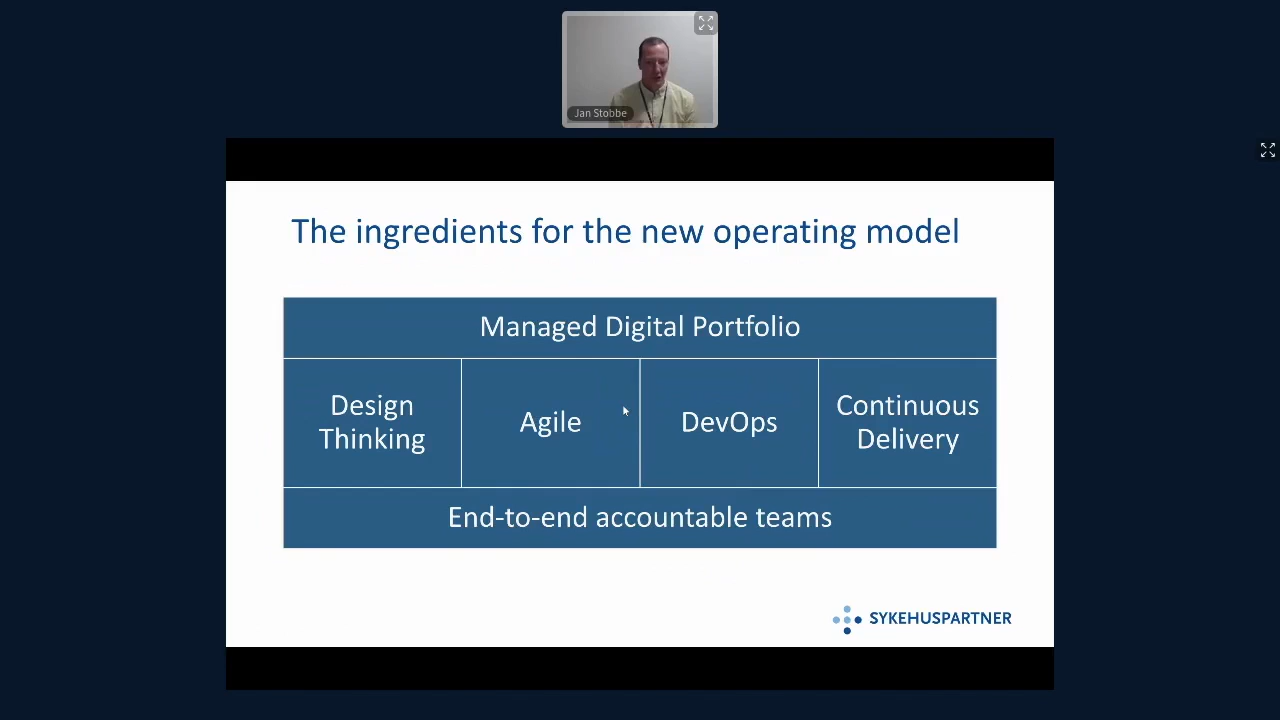 Jan Stobbe
The ingredients for the new operating model
Managed Digital Portfolio
Design
Thinking
Agile
DevOps
Continuous
Delivery
End-to-end accountable teams
SYKEHUSPARTNER